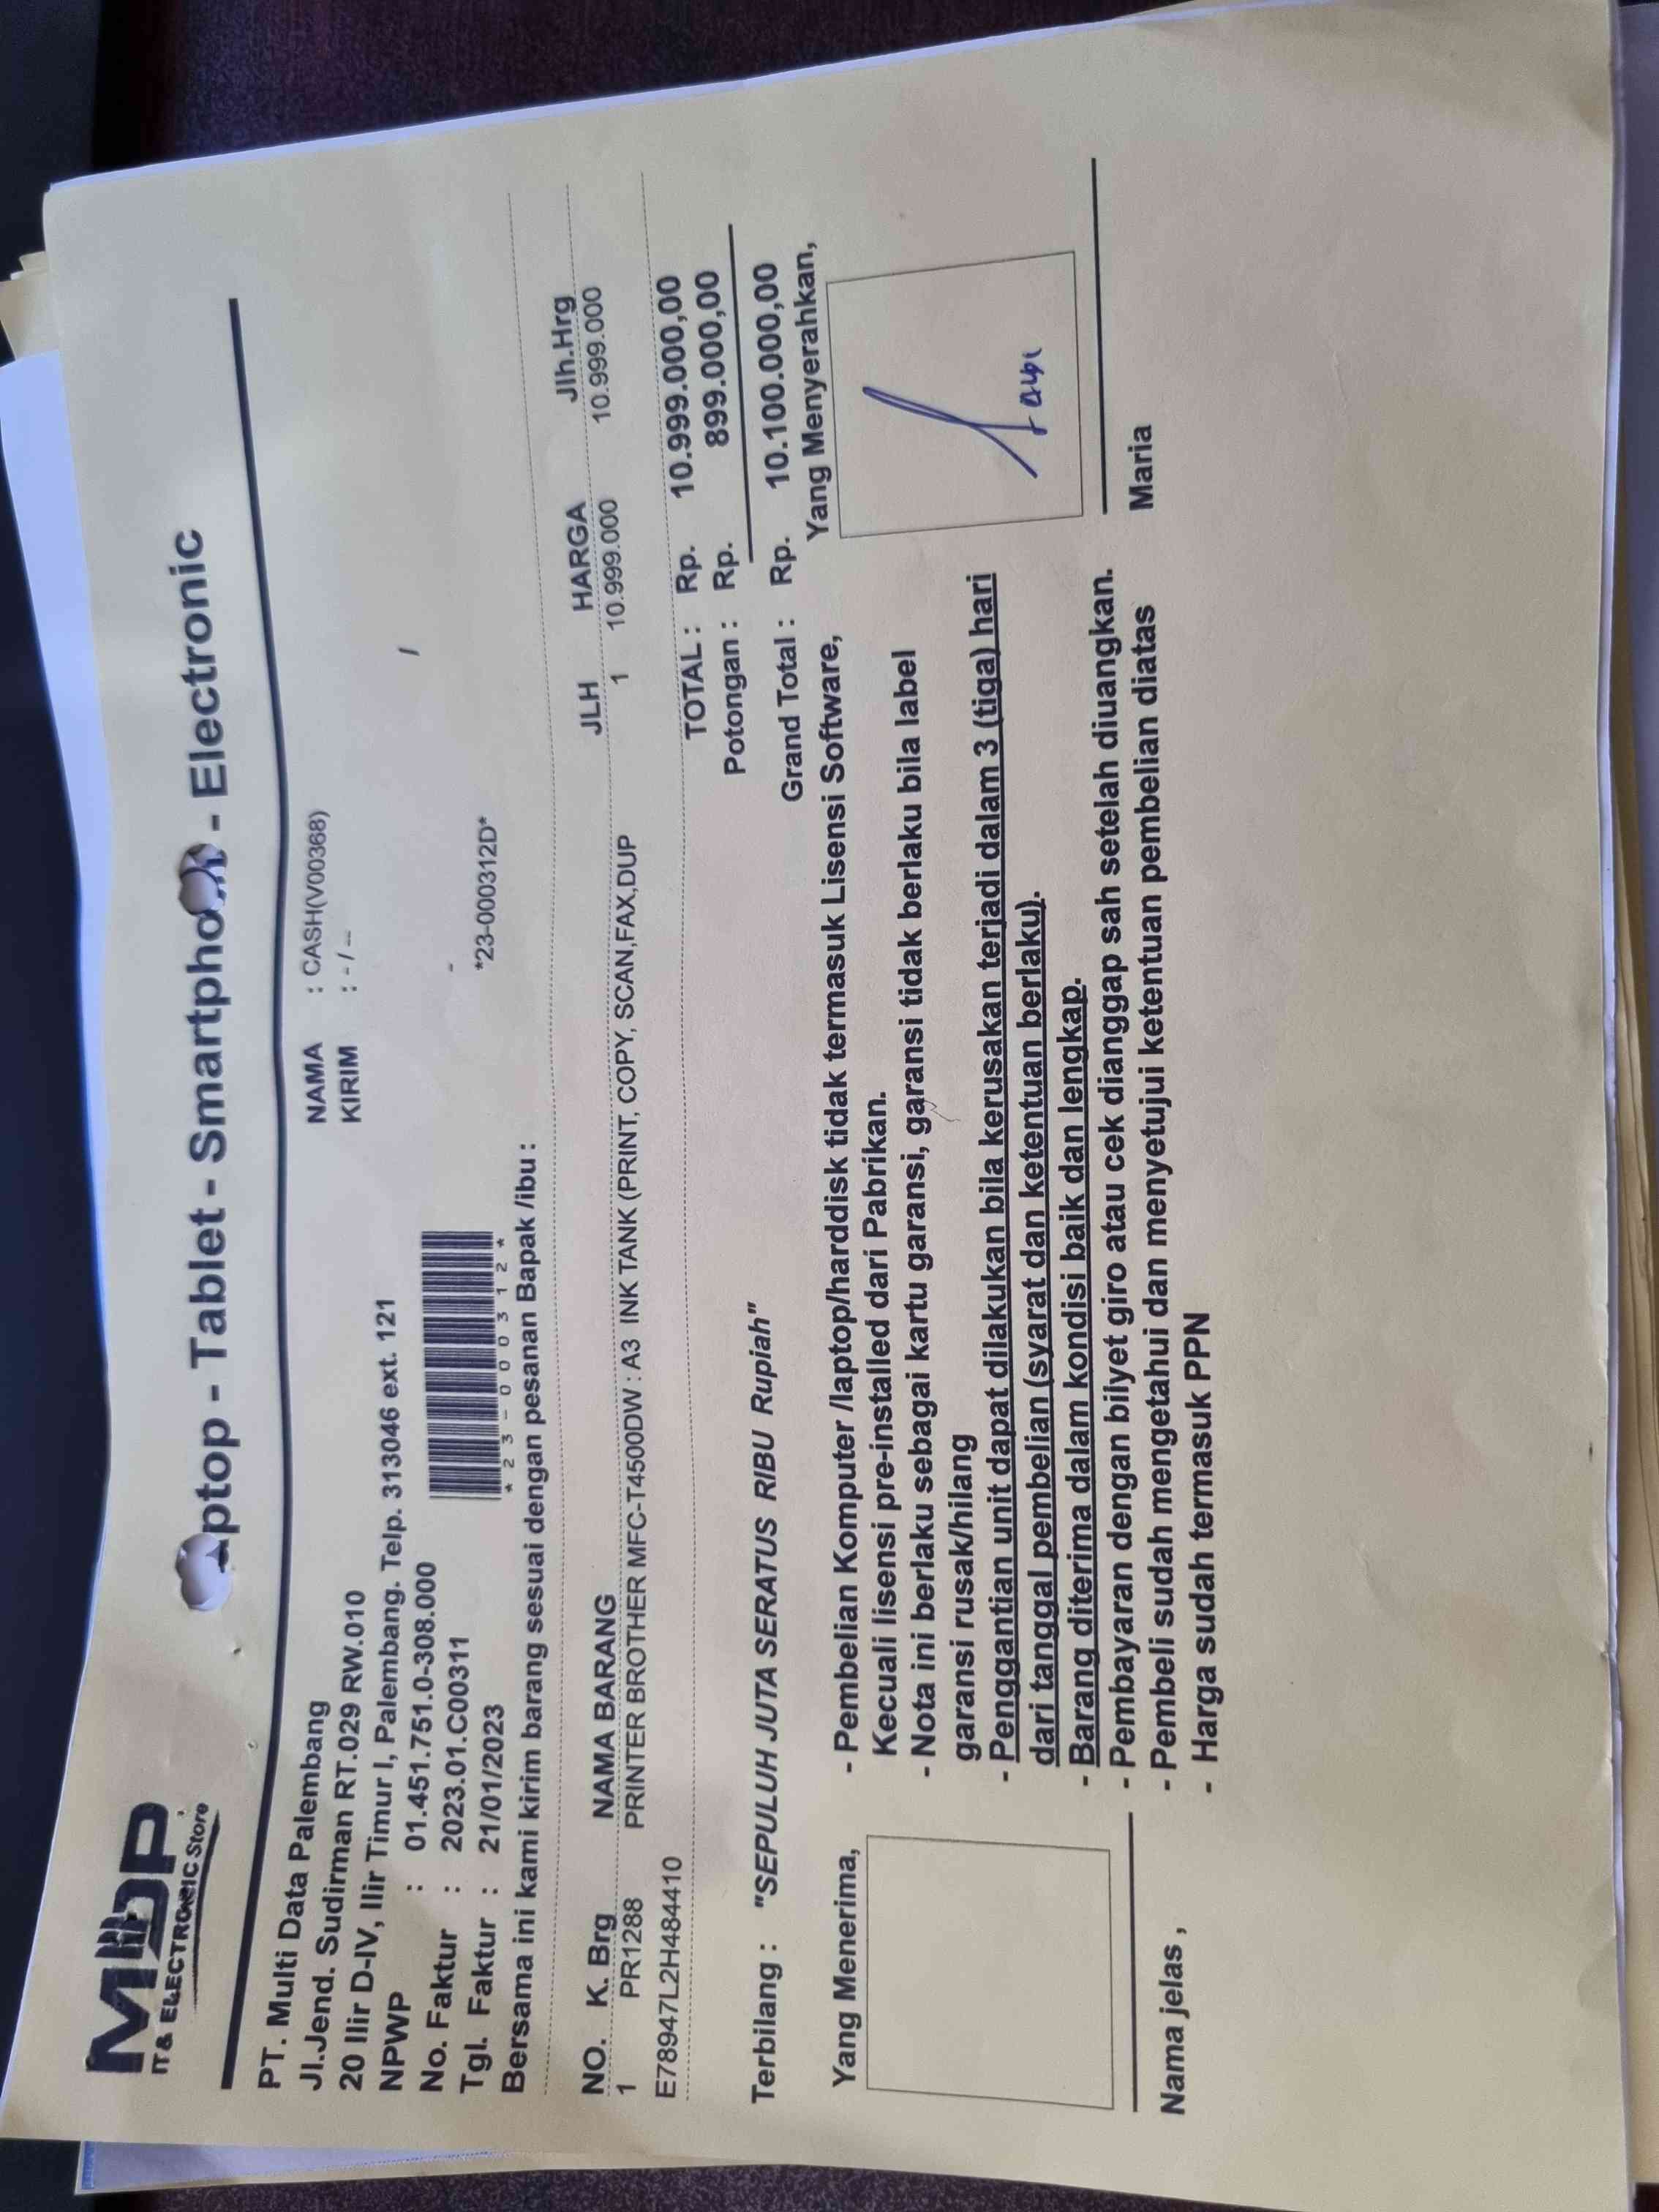 MDP
IT & ELECTRONIC Store
ptop - Tablet - Smartpho - Electronic
PT. Multi Data Palembang
Jl.Jend. Sudirman RT.029 RW.010
20 Ilir D-IV, Ilir Timur I, Palembang. Telp. 313046 ext. 121
NPWP : 01.451.751.0-308.000
No. Faktur : 2023.01.C00311
Tgl. Faktur : 21/01/2023
NAMA : CASH(V00368)
KIRIM : - / --
/
-
*23-00312*
*23-000312D*
Bersama ini kami kirim barang sesuai dengan pesanan Bapak /ibu :
NO. K. Brg NAMA BARANG JLH HARGA Jlh.Hrg
1 PR1288 PRINTER BROTHER MFC-T4500DW : A3 INK TANK (PRINT, COPY, SCAN,FAX,DUP 1 10.999.000 10.999.000
E78947L2H484410
TOTAL : Rp. 10.999.000,00
Potongan : Rp. 899.000,00
Grand Total : Rp. 10.100.000,00
Terbilang : "SEPULUH JUTA SERATUS RIBU Rupiah"
Yang Menerima,
Yang Menyerahkan,
- Pembelian Komputer /laptop/harddisk tidak termasuk Lisensi Software,
Kecuali lisensi pre-installed dari Pabrikan.
- Nota ini berlaku sebagai kartu garansi, garansi tidak berlaku bila label
garansi rusak/hilang
- Penggantian unit dapat dilakukan bila kerusakan terjadi dalam 3 (tiga) hari
dari tanggal pembelian (syarat dan ketentuan berlaku).
- Barang diterima dalam kondisi baik dan lengkap.
- Pembayaran dengan bilyet giro atau cek dianggap sah setelah diuangkan.
- Pembeli sudah mengetahui dan menyetujui ketentuan pembelian diatas
- Harga sudah termasuk PPN
Nama jelas ,
Maria